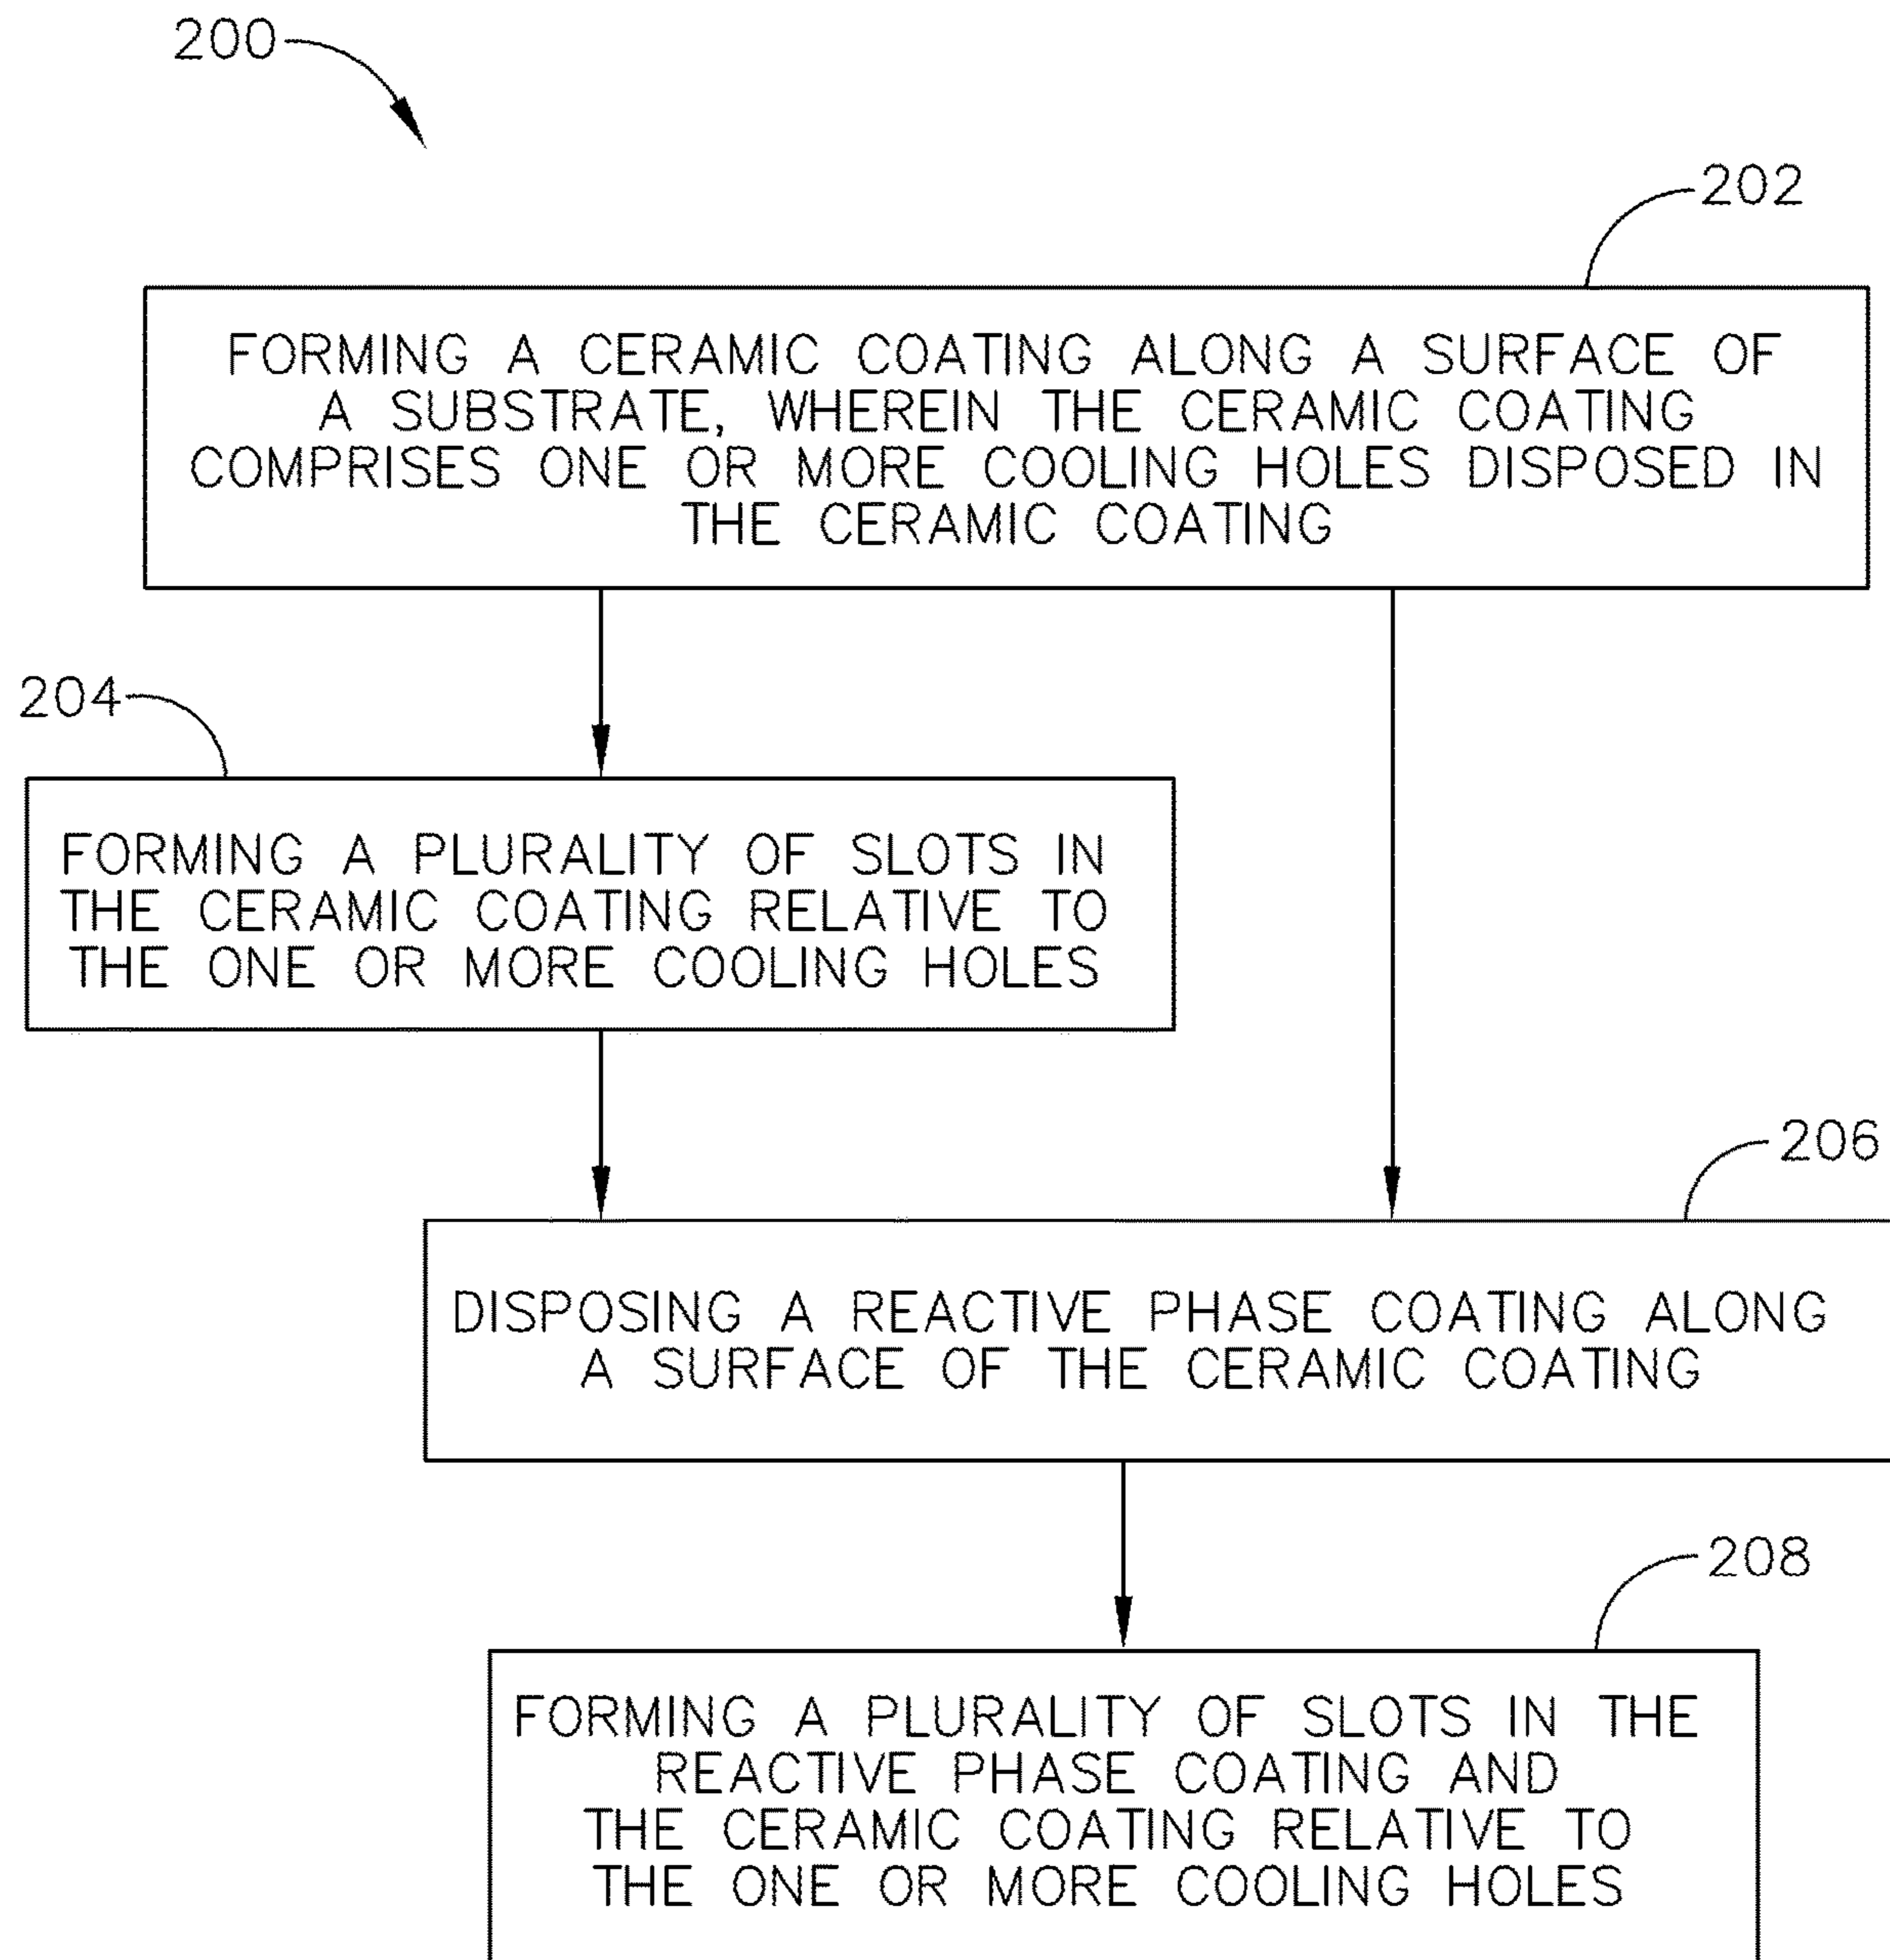 200
202
FORMING A CERAMIC COATING ALONG A SURFACE OF
A SUBSTRATE, WHEREIN THE CERAMIC COATING
COMPRISES ONE OR MORE COOLING HOLES DISPOSED IN
THE CERAMIC COATING
204
FORMING A PLURALITY OF SLOTS IN
THE CERAMIC COATING RELATIVE TO
THE ONE OR MORE COOLING HOLES
206
DISPOSING A REACTIVE PHASE COATING ALONG
A SURFACE OF THE CERAMIC COATING
208
FORMING A PLURALITY OF SLOTS IN THE
REACTIVE PHASE COATING AND
THE CERAMIC COATING RELATIVE TO
THE ONE OR MORE COOLING HOLES